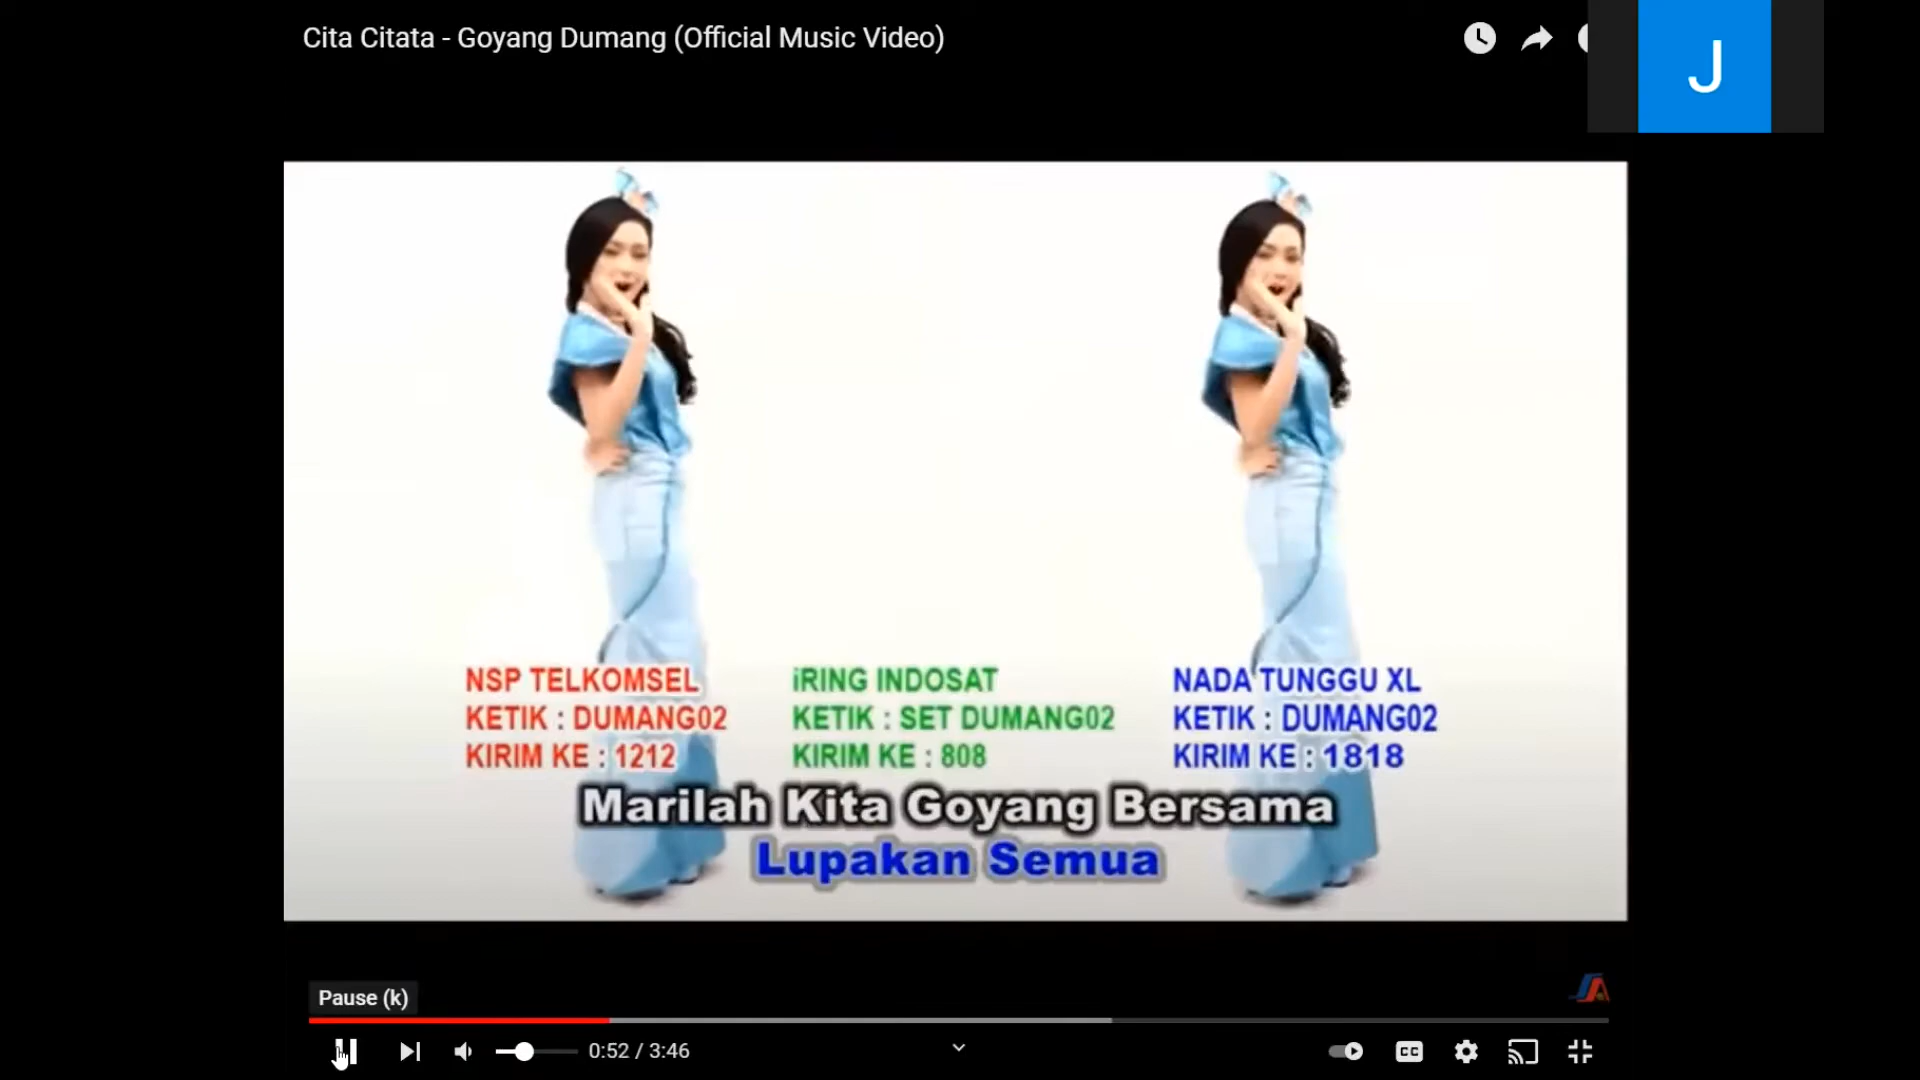 Cita Citata - Goyang Dumang (Official Music Video)
J
NSP TELKOMSEL
KETIK : DUMANG02
KIRIM KE : 1212
iRING INDOSAT
KETIK : SET DUMANG02
KIRIM KE : 808
NADA TUNGGU XL
KETIK : DUMANG02
KIRIM KE : 1818
Marilah Kita Goyang Bersama
Lupakan Semua
Pause (k)
0:52 / 3:46
CC